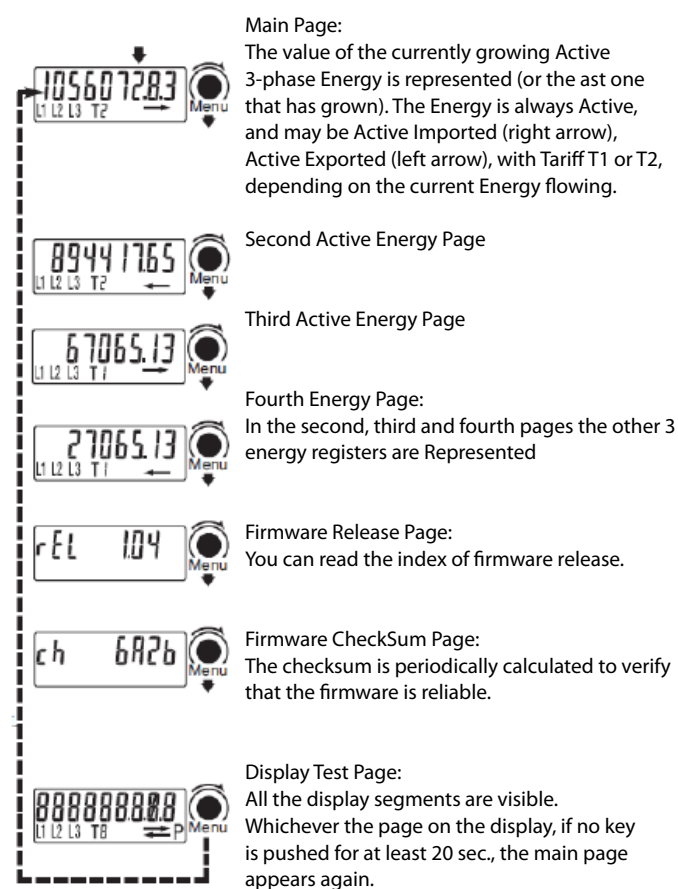 Main Page:
The value of the currently growing Active
3-phase Energy is represented (or the ast one
that has grown). The Energy is always Active,
and may be Active Imported (right arrow),
Active Exported (left arrow), with Tariff T1 or T2,
depending on the current Energy flowing.
1056072.8.3
L1 L2 L3 T2
Menu
Second Active Energy Page
894417.65
L1 L2 L3 T2
Menu
Third Active Energy Page
67065.13
L1 L2 L3 T1
Menu
Fourth Energy Page:
In the second, third and fourth pages the other 3
energy registers are Represented
27065.13
L1 L2 L3 T1
Menu
Firmware Release Page:
You can read the index of firmware release.
rEL 1.04
Menu
Firmware CheckSum Page:
The checksum is periodically calculated to verify
that the firmware is reliable.
ch 6A2b
Menu
Display Test Page:
All the display segments are visible.
Whichever the page on the display, if no key
is pushed for at least 20 sec., the main page
appears again.
8888888.8.8
L1 L2 L3 T8 P
Menu